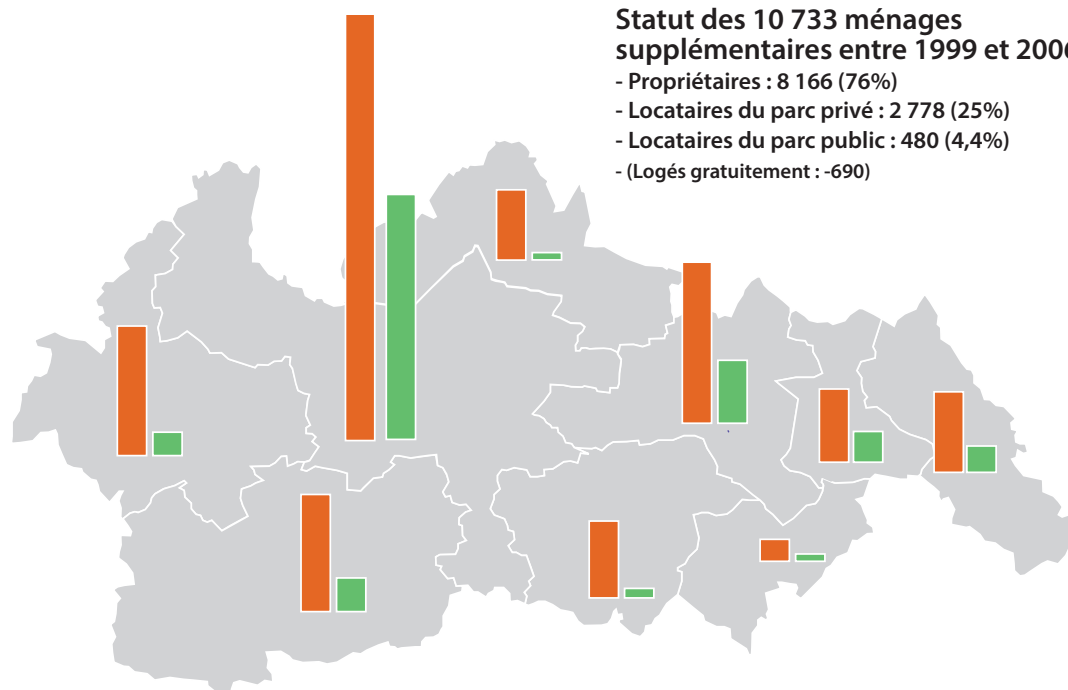 Statut des 10 733 ménages
supplémentaires entre 1999 et 2006
- Propriétaires : 8 166 (76%)
- Locataires du parc privé : 2 778 (25%)
- Locataires du parc public : 480 (4,4%)
- (Logés gratuitement : -690)